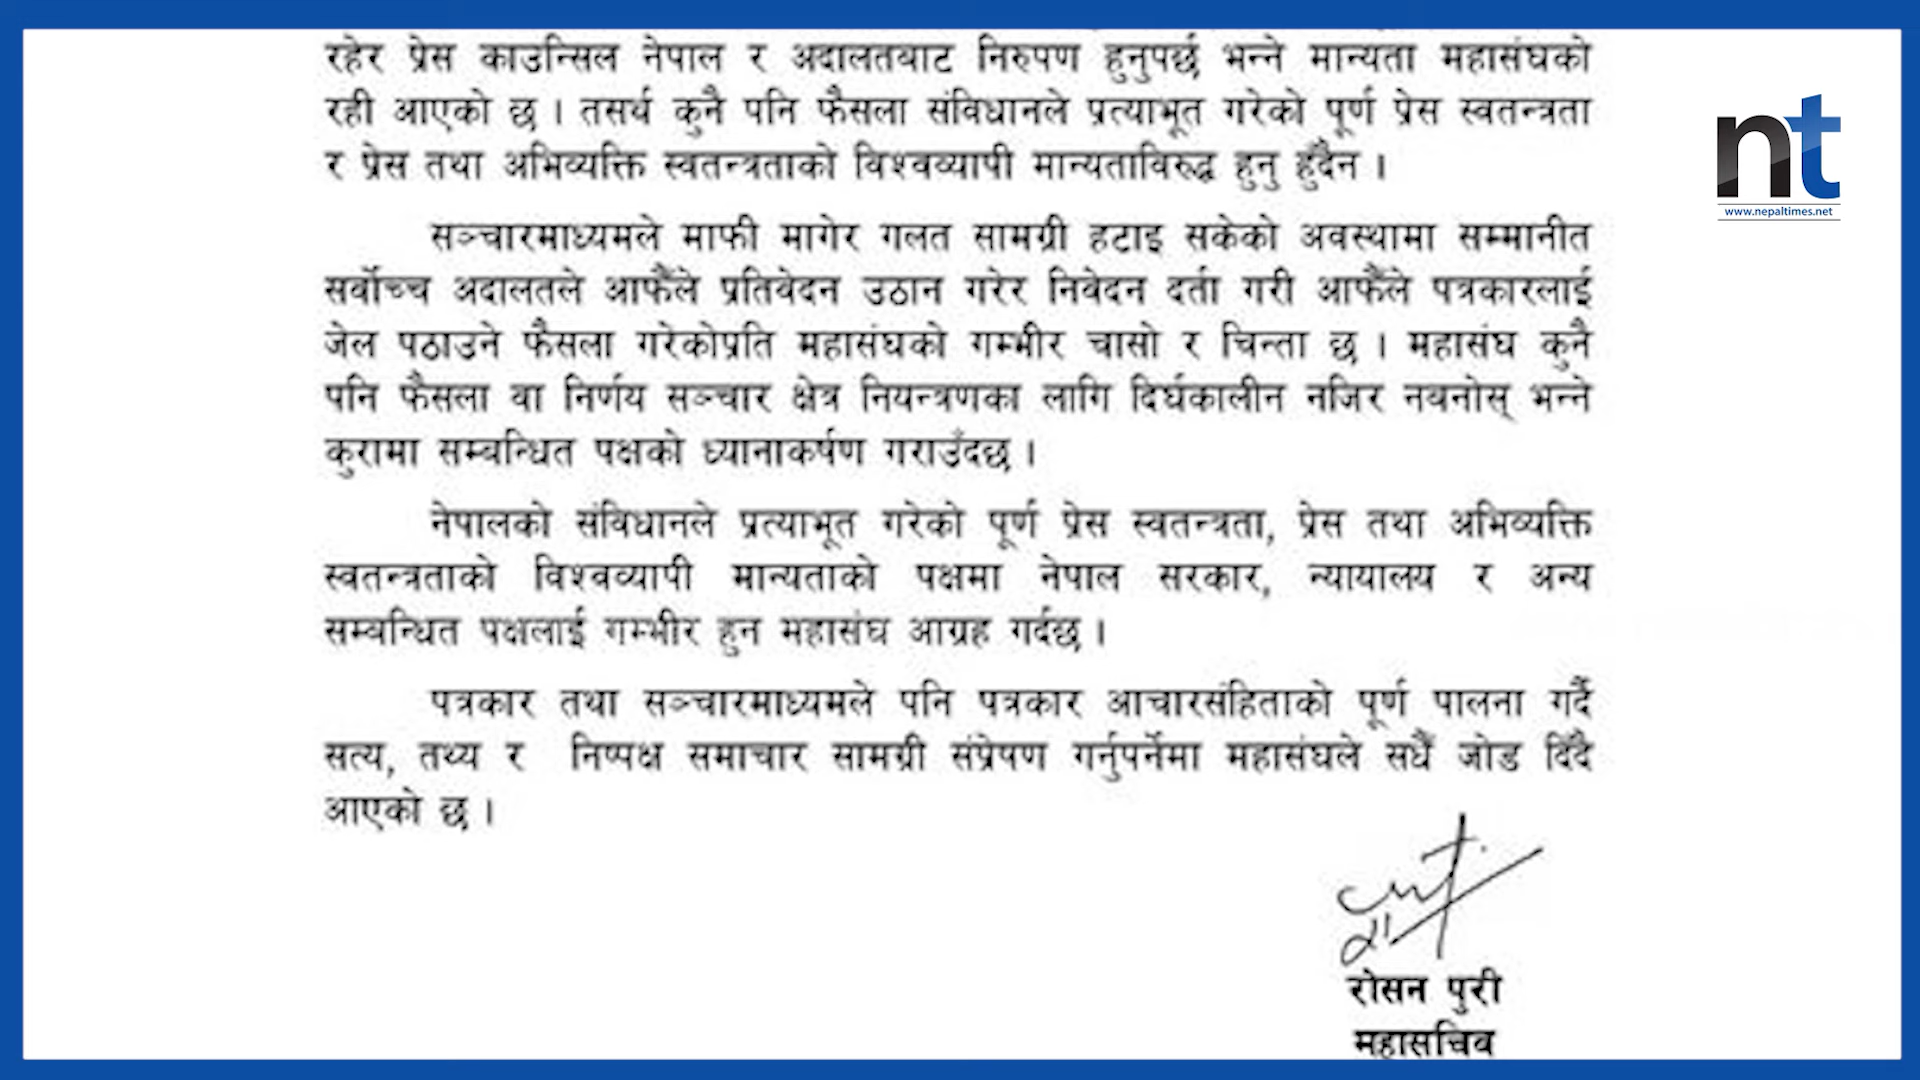 रहेर प्रेस काउन्सिल नेपाल र अदालतबाट निरुपण हुनुपर्छ भन्ने मान्यता महासंघको
रही आएको छ । तसर्थ कुनै पनि फैसला संविधानले प्रत्याभूत गरेको पूर्ण प्रेस स्वतन्त्रता
र प्रेस तथा अभिव्यक्ति स्वतन्त्रताको विश्वव्यापी मान्यताविरुद्ध हुनु हुँदैन ।
सञ्चारमाध्यमले माफी मागेर गलत सामग्री हटाइ सकेको अवस्थामा सम्मानीत
सर्वोच्च अदालतले आफैंले प्रतिवेदन उठान गरेर निवेदन दर्ता गरी आफैंले पत्रकारलाई
जेल पठाउने फैसला गरेकोप्रति महासंघको गम्भीर चासो र चिन्ता छ । महासंघ कुनै
पनि फैसला वा निर्णय सञ्चार क्षेत्र नियन्त्रणका लागि दिर्घकालीन नजिर नबनोस् भन्ने
कुरामा सम्बन्धित पक्षको ध्यानाकर्षण गराउँदछ ।
नेपालको संविधानले प्रत्याभूत गरेको पूर्ण प्रेस स्वतन्त्रता, प्रेस तथा अभिव्यक्ति
स्वतन्त्रताको विश्वव्यापी मान्यताको पक्षमा नेपाल सरकार, न्यायालय र अन्य
सम्बन्धित पक्षलाई गम्भीर हुन महासंघ आग्रह गर्दछ ।
पत्रकार तथा सञ्चारमाध्यमले पनि पत्रकार आचारसंहिताको पूर्ण पालना गर्दै
सत्य, तथ्य र निष्पक्ष समाचार सामग्री संप्रेषण गर्नुपर्नेमा महासंघले सधैं जोड दिँदै
आएको छ ।
रोसन पुरी
महासचिव
nt
www.nepaltimes.net